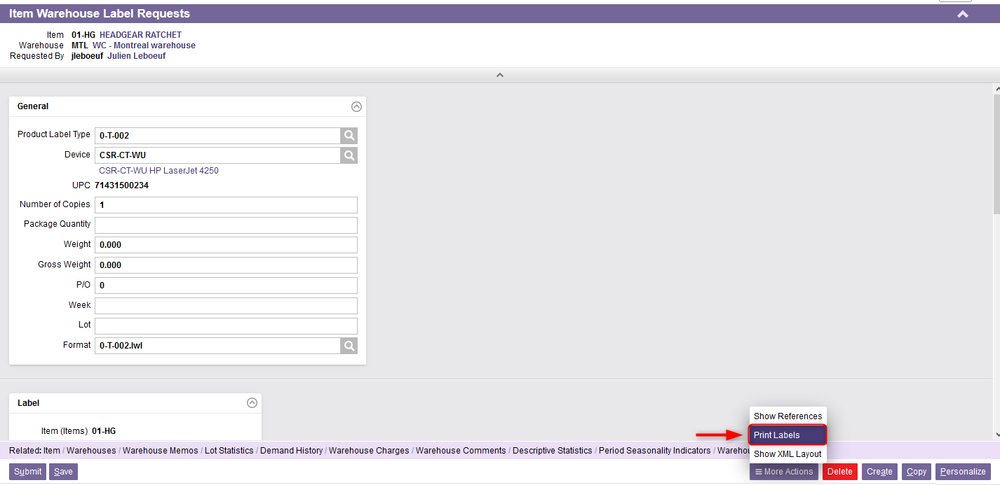 Item Warehouse Label Requests
Item 01-HG HEADGEAR RATCHET
Warehouse MTL WC - Montreal warehouse
Requested By jleboeuf Julien Leboeuf
General
Product Label Type 0-T-002
Device CSR-CT-WU
CSR-CT-WU HP LaserJet 4250
UPC 71431500234
Number of Copies 1
Package Quantity
Weight 0.000
Gross Weight 0.000
P/O 0
Week
Lot
Format 0-T-002.lwl
Label
Item (Items) 01-HG
Show References
Print Labels
Show XML Layout
Related: Item / Warehouses / Warehouse Memos / Lot Statistics / Demand History / Warehouse Charges / Warehouse Comments / Descriptive Statistics / Period Seasonality Indicators /
Submit Save More Actions Delete Create Copy Personalize